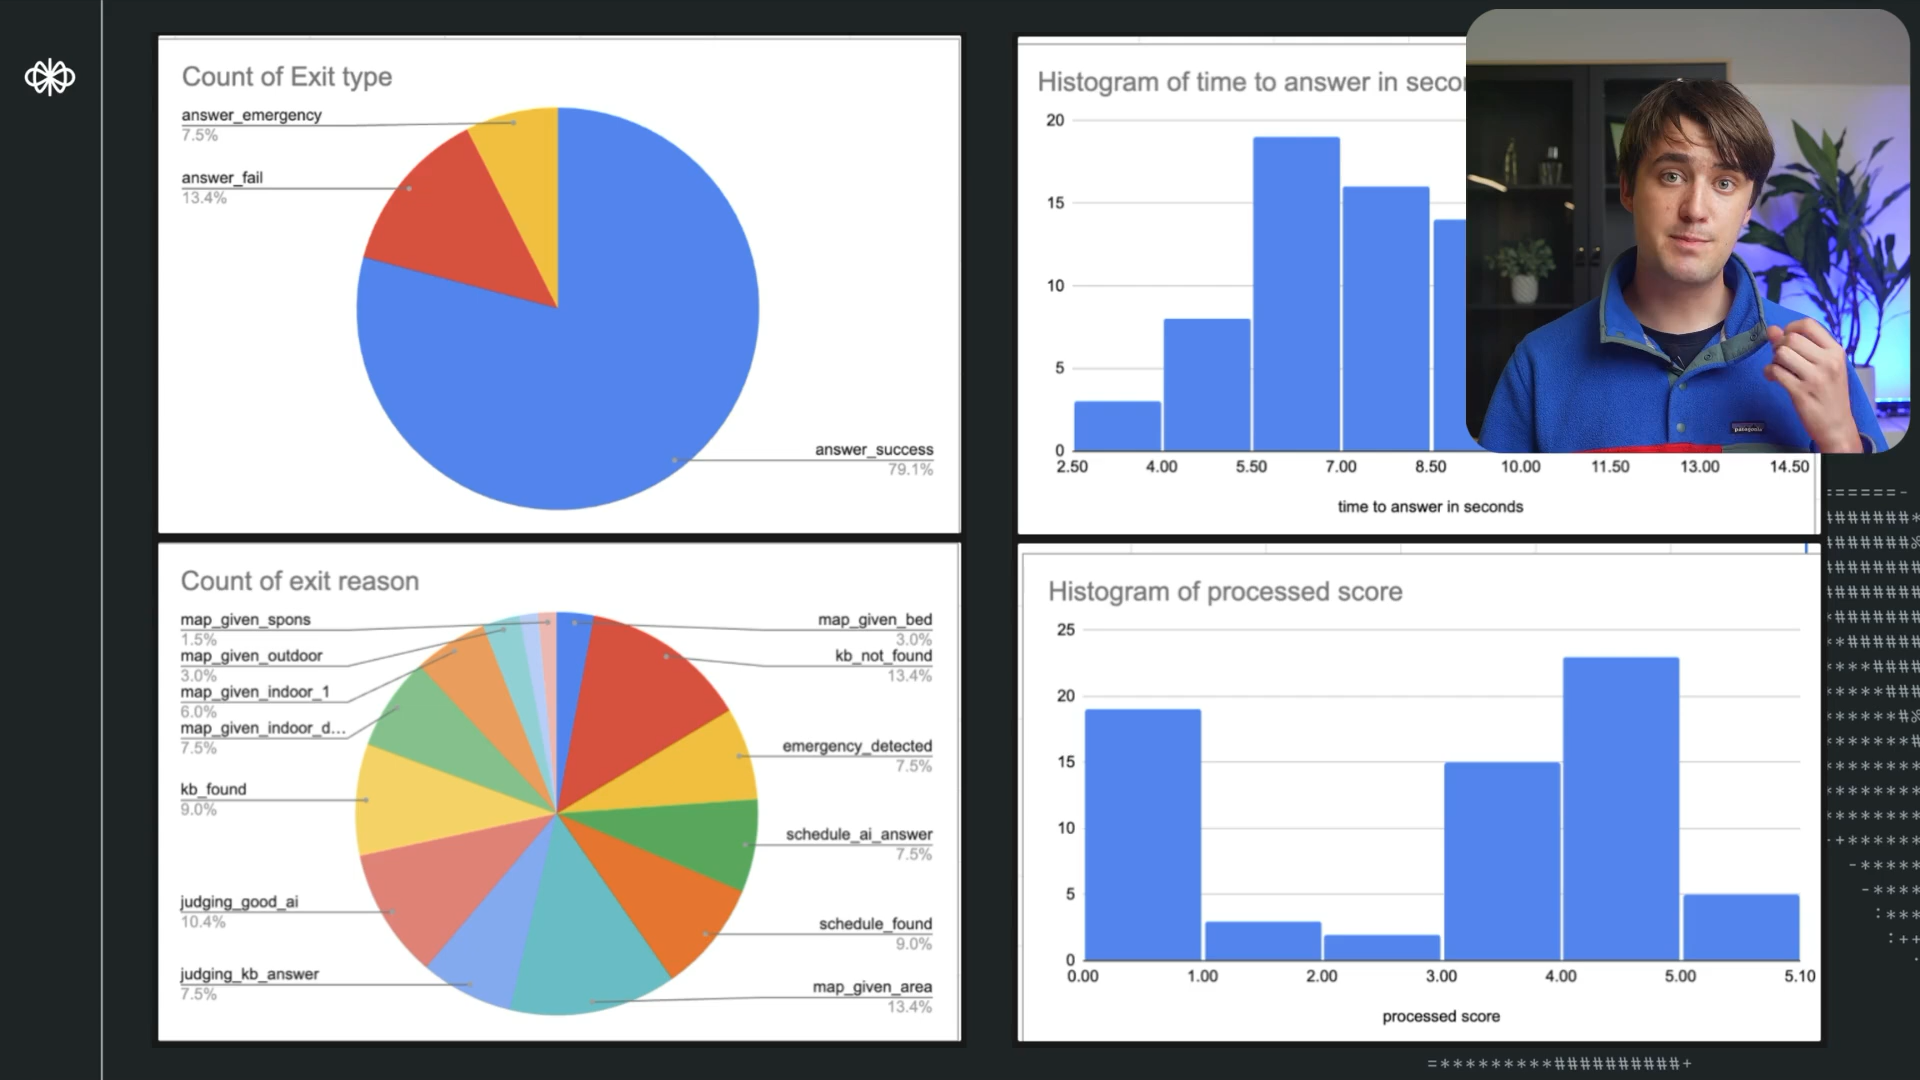 Count of Exit type
answer_emergency
7.5%
answer_fail
13.4%
answer_success
79.1%
Histogram of time to answer in
20
15
10
5
0
2.50 4.00 5.50 7.00 8.50 10.00 11.50 13.00 14.50
time to answer in seconds
patagonia
Count of exit reason
map_given_spons
1.5%
map_given_outdoor
3.0%
map_given_indoor_1
6.0%
map_given_indoor_d...
7.5%
kb_found
9.0%
judging_good_ai
10.4%
judging_kb_answer
7.5%
map_given_bed
3.0%
kb_not_found
13.4%
emergency_detected
7.5%
schedule_ai_answer
7.5%
schedule_found
9.0%
map_given_area
13.4%
Histogram of processed score
25
20
15
10
5
0
0.00 1.00 2.00 3.00 4.00 5.00 5.10
processed score